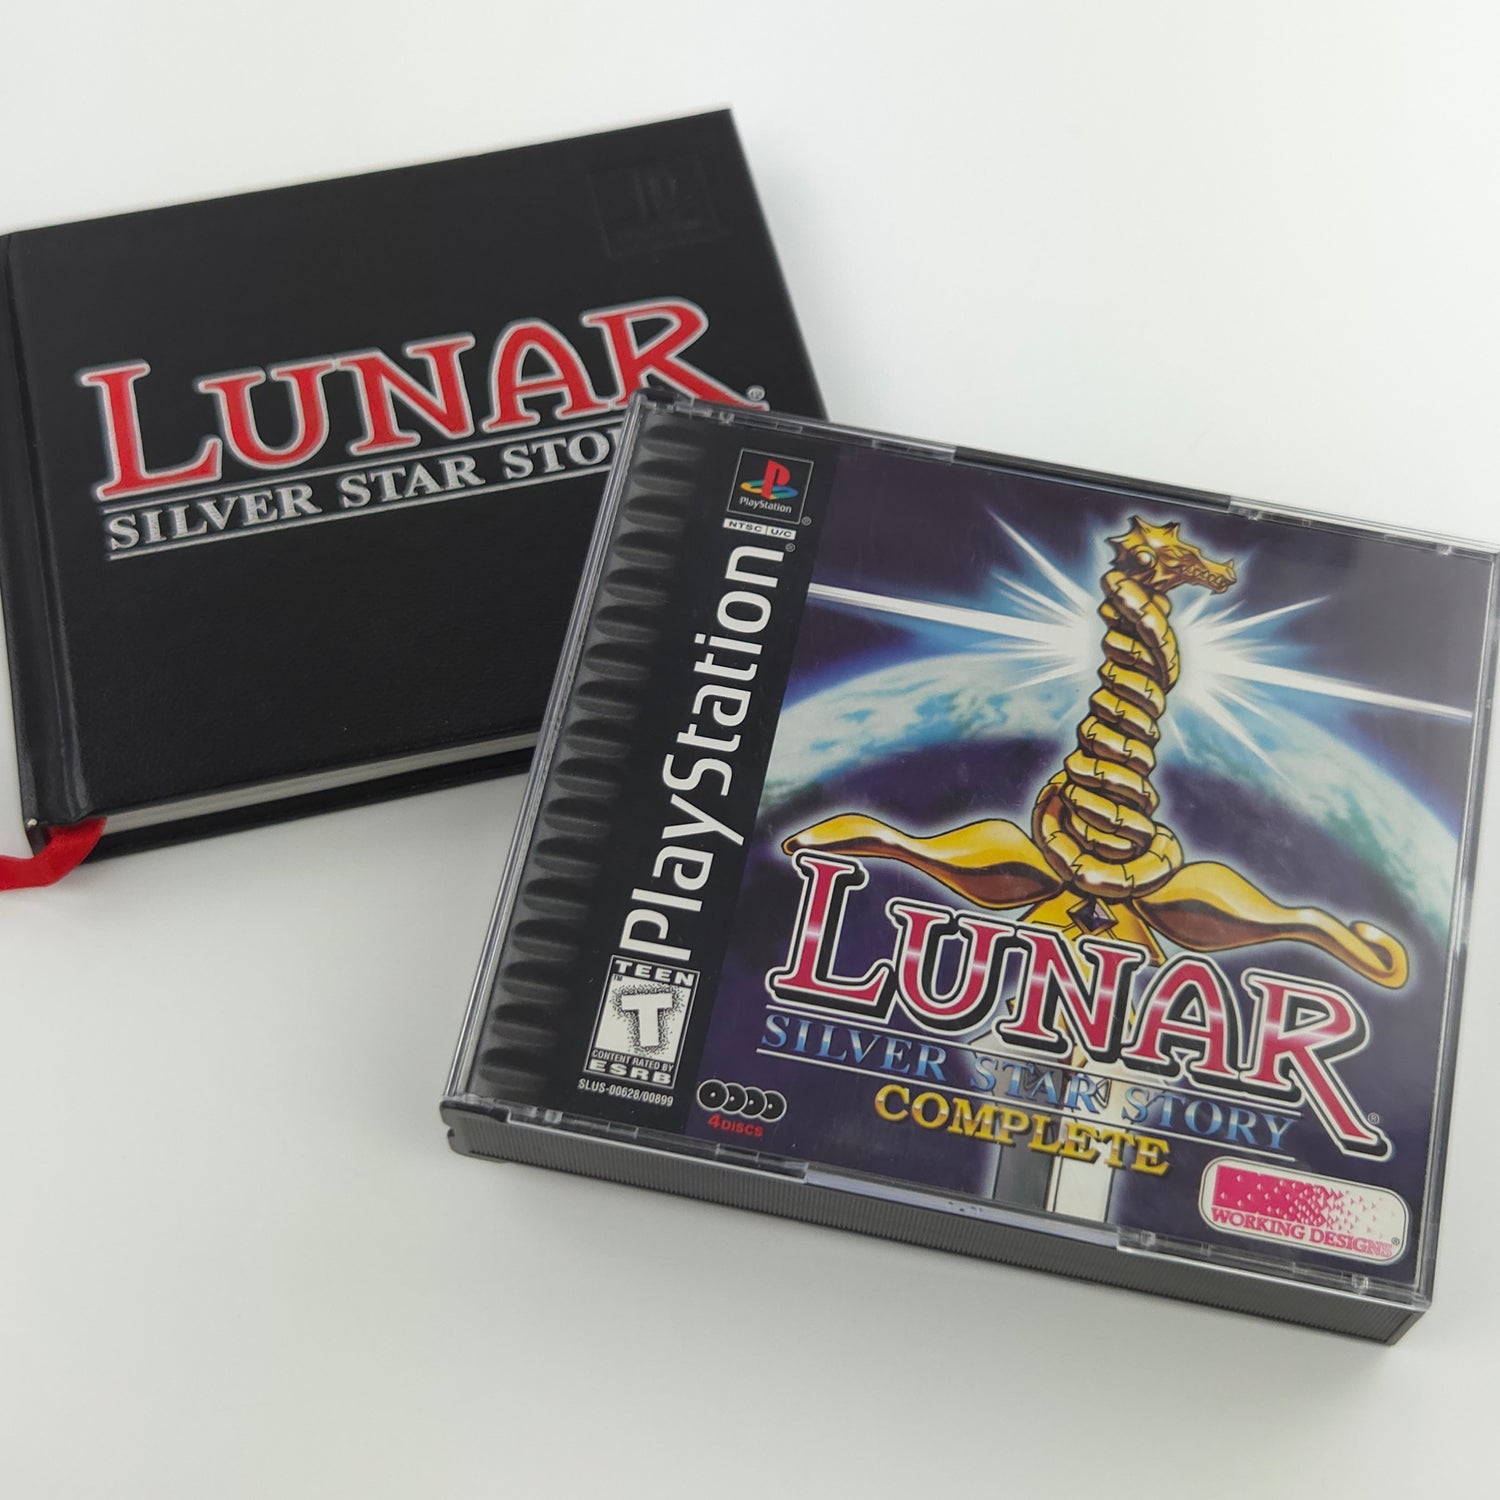 LUNAR®
SILVER STAR STO
PlayStation
NTSC U/C
PlayStation®
TEEN
T
CONTENT RATED BY
ESRB
SLUS-00628/00899
4 DISCS
LUNAR®
SILVER STAR STORY
COMPLETE
WORKING DESIGNS®